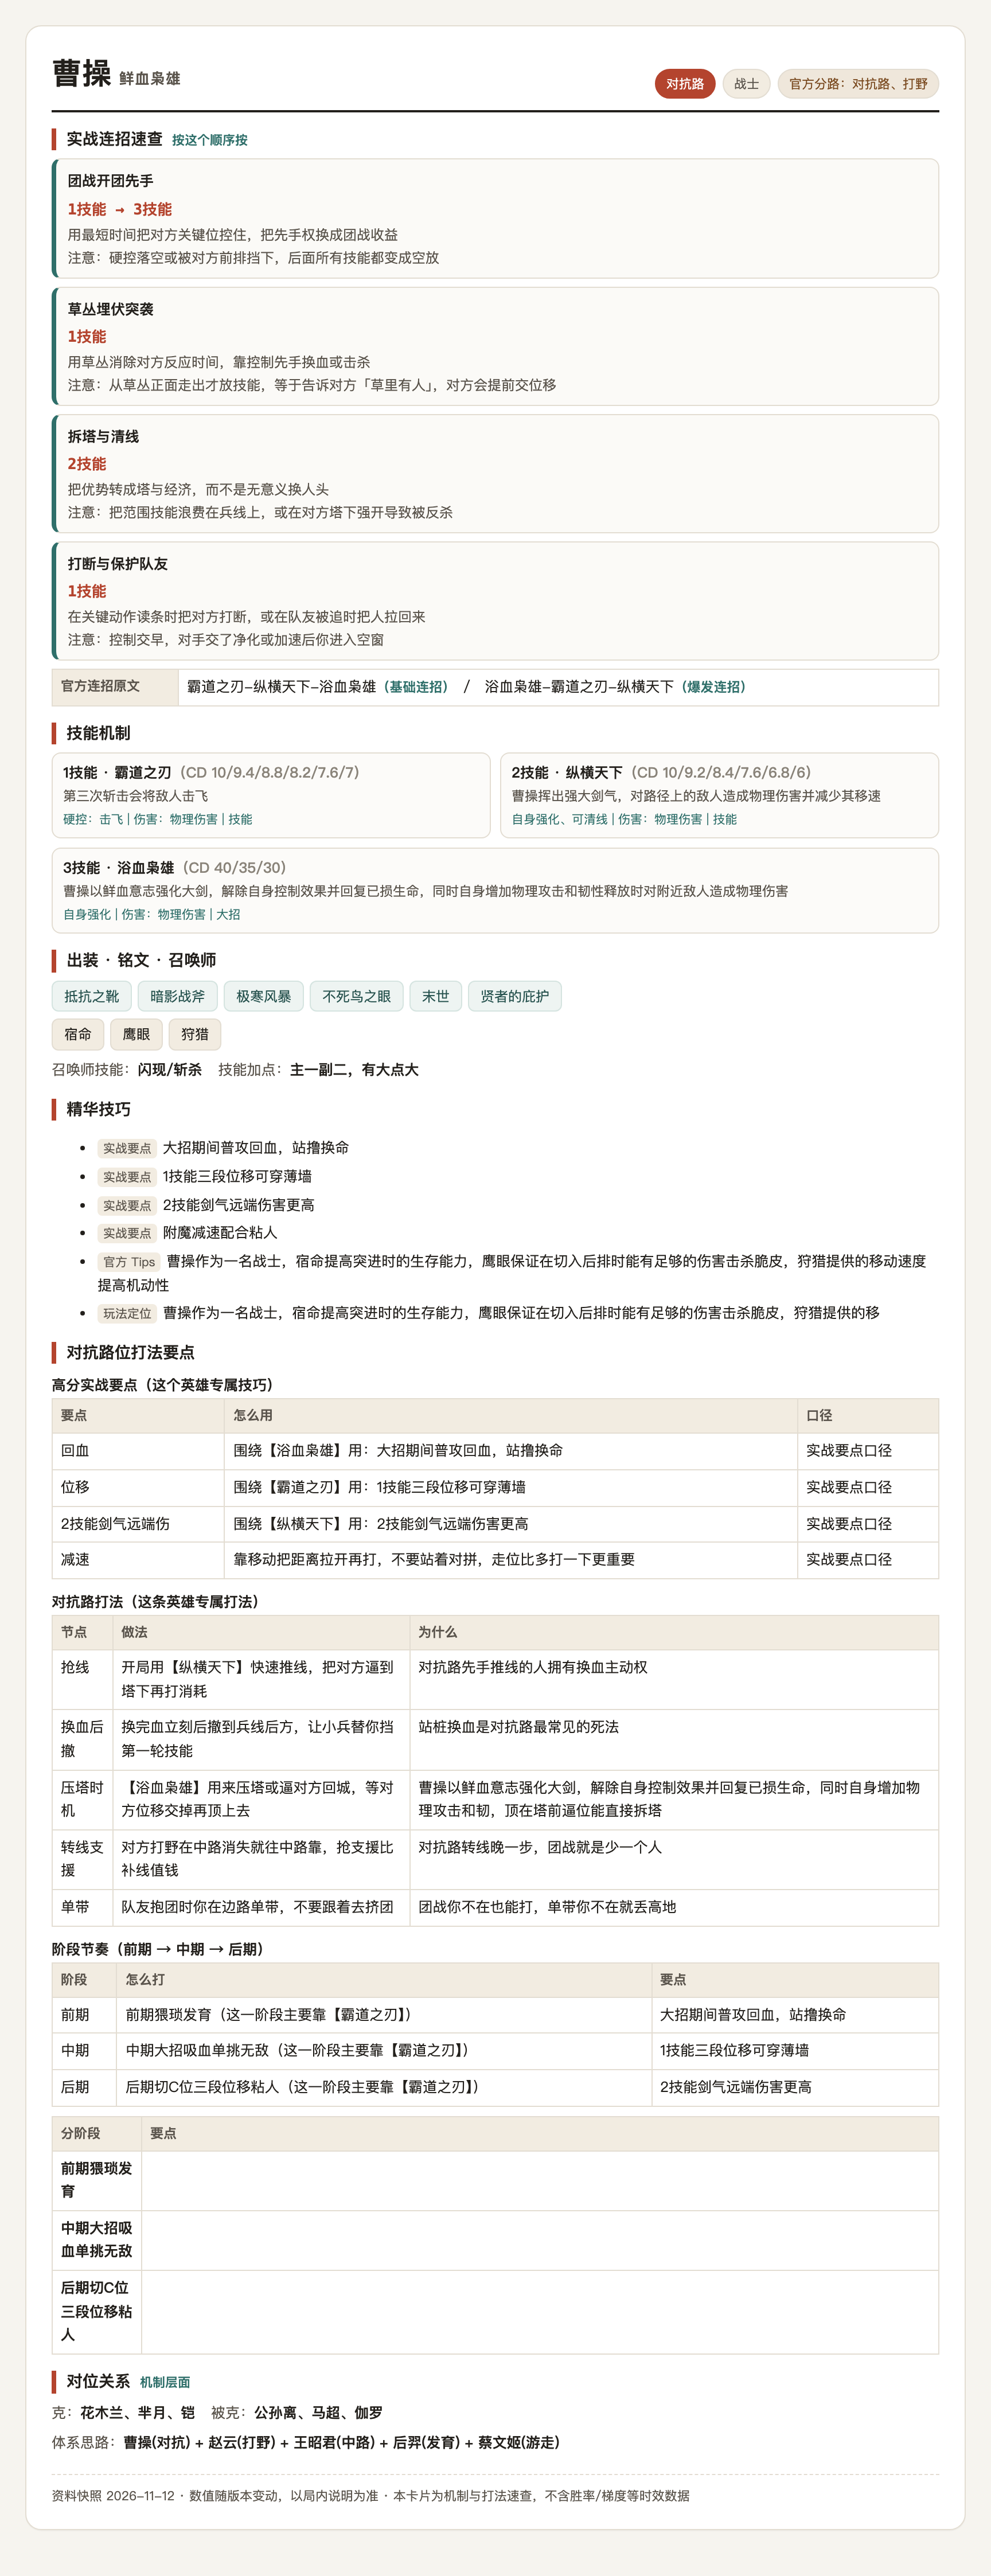 曹操 鲜血枭雄
对抗路 战士 官方分路：对抗路、打野
实战连招速查 按这个顺序按
团战开团先手
1技能 → 3技能
用最短时间把对方关键位控住，把先手权换成团战收益
注意：硬控落空或被对方前排挡下，后面所有技能都变成空放
草丛埋伏突袭
1技能
用草丛消除对方反应时间，靠控制先手换血或击杀
注意：从草丛正面走出才放技能，等于告诉对方「草里有人」，对方会提前交位移
拆塔与清线
2技能
把优势转成塔与经济，而不是无意义换人头
注意：把范围技能浪费在兵线上，或在对方塔下强开导致被反杀
打断与保护队友
1技能
在关键动作读条时把对方打断，或在队友被追时把人拉回来
注意：控制交早，对手交了净化或加速后你进入空窗
官方连招原文 霸道之刃-纵横天下-浴血枭雄（基础连招） / 浴血枭雄-霸道之刃-纵横天下（爆发连招）
技能机制
1技能 · 霸道之刃（CD 10/9.4/8.8/8.2/7.6/7）
第三次斩击会将敌人击飞
硬控：击飞 | 伤害：物理伤害 | 技能
2技能 · 纵横天下（CD 10/9.2/8.4/7.6/6.8/6）
曹操挥出强大剑气，对路径上的敌人造成物理伤害并减少其移速
自身强化、可清线 | 伤害：物理伤害 | 技能
3技能 · 浴血枭雄（CD 40/35/30）
曹操以鲜血意志强化大剑，解除自身控制效果并回复已损生命，同时自身增加物理攻击和韧性释放时对附近敌人造成物理伤害
自身强化 | 伤害：物理伤害 | 大招
出装 · 铭文 · 召唤师
抵抗之靴 暗影战斧 极寒风暴 不死鸟之眼 末世 贤者的庇护
宿命 鹰眼 狩猎
召唤师技能：闪现/斩杀 技能加点：主一副二，有大点大
精华技巧
• 实战要点 大招期间普攻回血，站撸换命
• 实战要点 1技能三段位移可穿薄墙
• 实战要点 2技能剑气远端伤害更高
• 实战要点 附魔减速配合粘人
• 官方 Tips 曹操作为一名战士，宿命提高突进时的生存能力，鹰眼保证在切入后排时能有足够的伤害击杀脆皮，狩猎提供的移动速度
提高机动性
• 玩法定位 曹操作为一名战士，宿命提高突进时的生存能力，鹰眼保证在切入后排时能有足够的伤害击杀脆皮，狩猎提供的移
对抗路位打法要点
高分实战要点（这个英雄专属技巧）
要点 怎么用 口径
回血 围绕【浴血枭雄】用：大招期间普攻回血，站撸换命 实战要点口径
位移 围绕【霸道之刃】用：1技能三段位移可穿薄墙 实战要点口径
2技能剑气远端伤 围绕【纵横天下】用：2技能剑气远端伤害更高 实战要点口径
减速 靠移动把距离拉开再打，不要站着对拼，走位比多打一下更重要 实战要点口径
对抗路打法（这条英雄专属打法）
节点 做法 为什么
抢线 开局用【纵横天下】快速推线，把对方逼到
塔下再打消耗 对抗路先手推线的人拥有换血主动权
换血后
撤 换完血立刻后撤到兵线后方，让小兵替你挡
第一轮技能 站桩换血是对抗路最常见的死法
压塔时
机 【浴血枭雄】用来压塔或逼对方回城，等对
方位移交掉再顶上去 曹操以鲜血意志强化大剑，解除自身控制效果并回复已损生命，同时自身增加物
理攻击和韧，顶在塔前逼位能直接拆塔
转线支
援 对方打野在中路消失就往中路靠，抢支援比
补线值钱 对抗路转线晚一步，团战就是少一个人
单带 队友抱团时你在边路单带，不要跟着去挤团 团战你不在也能打，单带你不在就丢高地
阶段节奏（前期 → 中期 → 后期）
阶段 怎么打 要点
前期 前期猥琐发育（这一阶段主要靠【霸道之刃】） 大招期间普攻回血，站撸换命
中期 中期大招吸血单挑无敌（这一阶段主要靠【霸道之刃】） 1技能三段位移可穿薄墙
后期 后期切C位三段位移粘人（这一阶段主要靠【霸道之刃】） 2技能剑气远端伤害更高
分阶段 要点
前期猥琐发
育
中期大招吸
血单挑无敌
后期切C位
三段位移粘
人
对位关系 机制层面
克：花木兰、芈月、铠 被克：公孙离、马超、伽罗
体系思路：曹操(对抗) + 赵云(打野) + 王昭君(中路) + 后羿(发育) + 蔡文姬(游走)
资料快照 2026-11-12 · 数值随版本变动，以局内说明为准 · 本卡片为机制与打法速查，不含胜率/梯度等时效数据